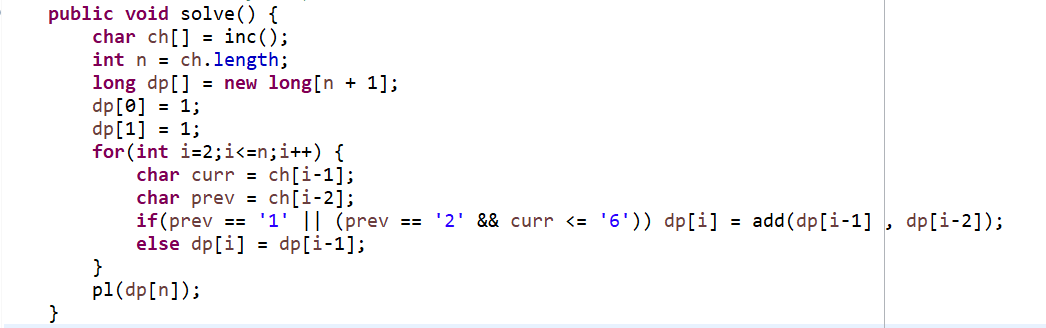 public void solve() {
    char ch[] = inc();
    int n = ch.length;
    long dp[] = new long[n + 1];
    dp[0] = 1;
    dp[1] = 1;
    for(int i=2;i<=n;i++) {
        char curr = ch[i-1];
        char prev = ch[i-2];
        if(prev == '1' || (prev == '2' && curr <= '6')) dp[i] = add(dp[i-1] , dp[i-2]);
        else dp[i] = dp[i-1];
    }
    pl(dp[n]);
}